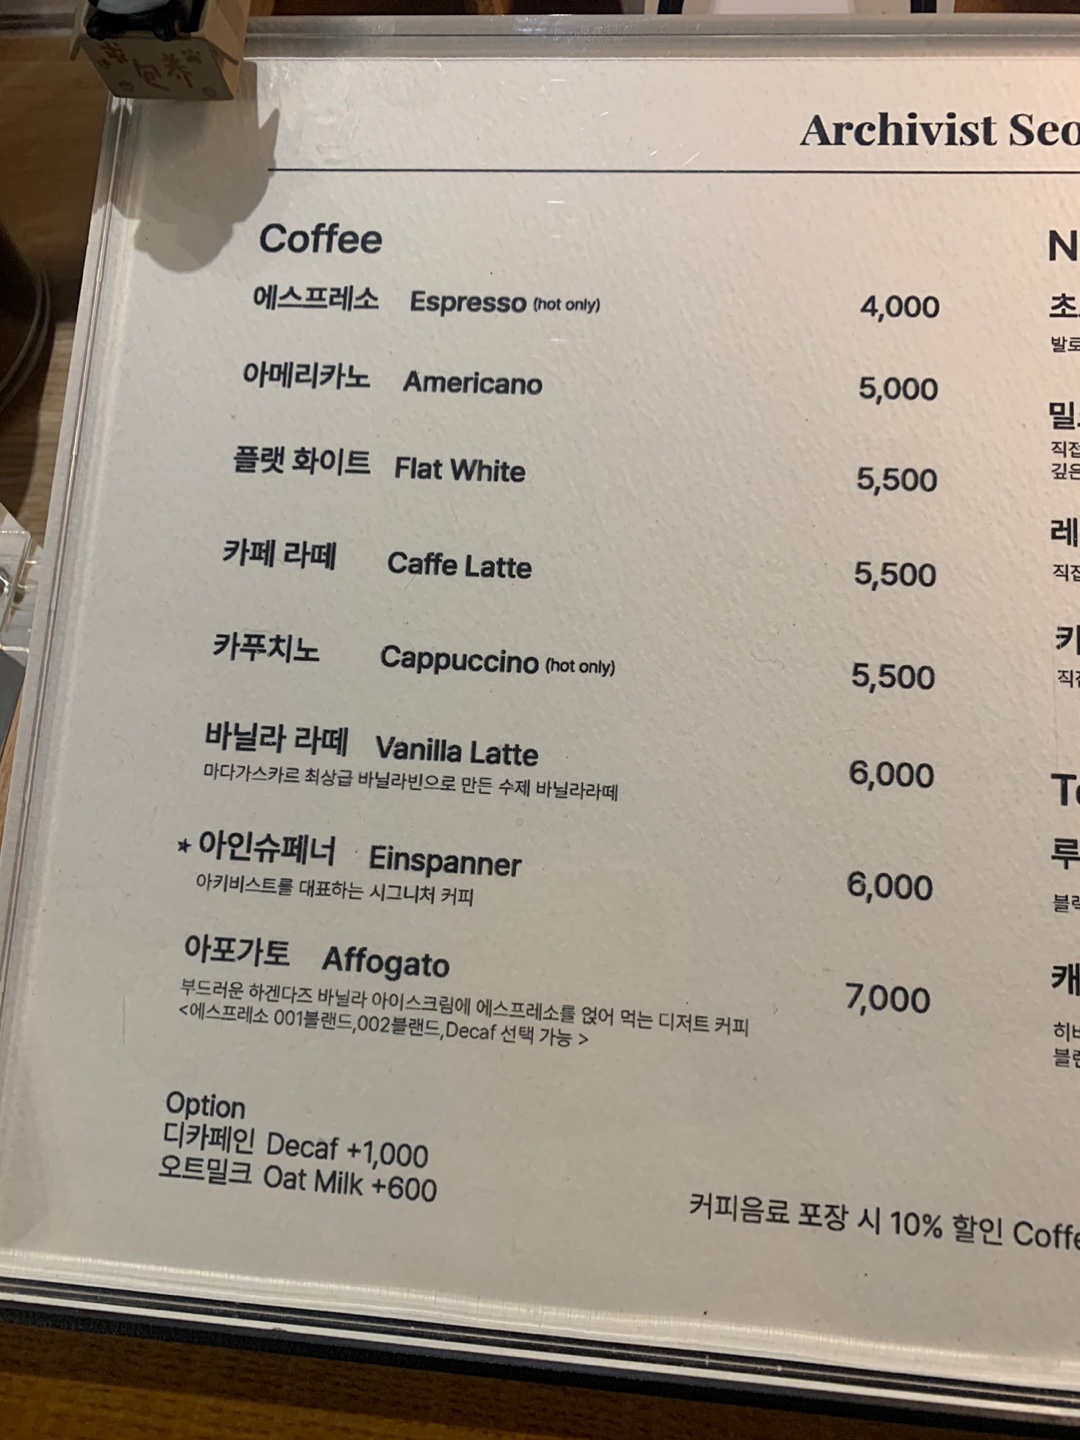 Archivist
Coffee
에스프레소 Espresso (hot only) 4,000
아메리카노 Americano 5,000
플랫 화이트 Flat White 5,500
카페 라떼 Caffe Latte 5,500
카푸치노 Cappuccino (hot only) 5,500
바닐라 라떼 Vanilla Latte 6,000
마다가스카르 최상급 바닐라빈으로 만든 수제 바닐라라떼
★ 아인슈페너 Einspanner 6,000
아키비스트를 대표하는 시그니처 커피
아포가토 Affogato 7,000
부드러운 하겐다즈 바닐라 아이스크림에 에스프레소를 얹어 먹는 디저트 커피
<에스프레소 001블랜드,002블랜드,Decaf 선택 가능 >
Option
디카페인 Decaf +1,000
오트밀크 Oat Milk +600
커피음료 포장 시 10% 할인